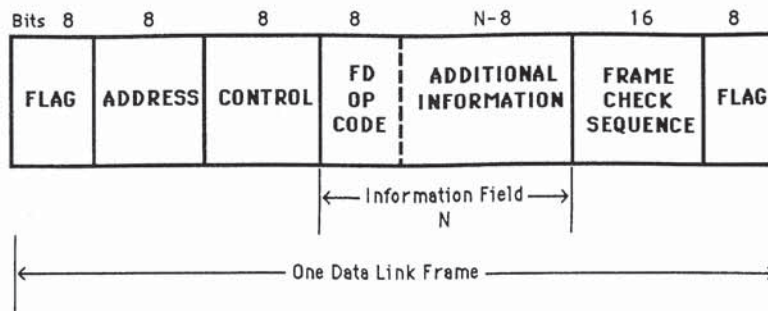 Bits 8 8 8 8 N-8 16 8
FLAG
ADDRESS
CONTROL
FD
OP
CODE
ADDITIONAL
INFORMATION
FRAME
CHECK
SEQUENCE
FLAG
Information Field
N
One Data Link Frame